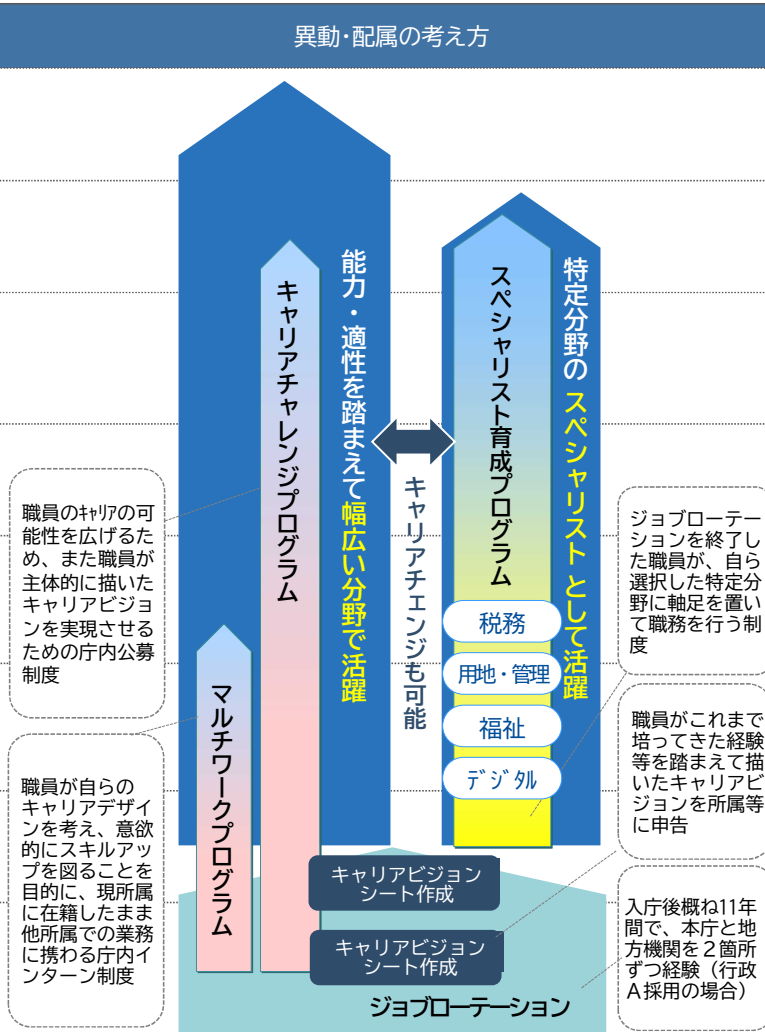 異動・配属の考え方
能力・適性を踏まえて幅広い分野で活躍
キャリアチャレンジプログラム
マルチワークプログラム
キャリアチェンジも可能
スペシャリスト育成プログラム
特定分野の スペシャリスト として活躍
税務
用地・管理
福祉
デジタル
職員のｷｬﾘｱの可
能性を広げるた
め、また職員が
主体的に描いた
キャリアビジョ
ンを実現させる
ための庁内公募
制度
職員が自らの
キャリアデザイ
ンを考え、意欲
的にスキルアッ
プを図ることを
目的に、現所属
に在籍したまま
他所属での業務
に携わる庁内イ
ンターン制度
ジョブローテー
ションを終了し
た職員が、自ら
選択した特定分
野に軸足を置い
て職務を行う制
度
職員がこれまで
培ってきた経験
等を踏まえて描
いたキャリアビ
ジョンを所属等
に申告
入庁後概ね11年
間で、本庁と地
方機関を２箇所
ずつ経験（行政
Ａ採用の場合）
キャリアビジョン
シート作成
キャリアビジョン
シート作成
ジョブローテーション